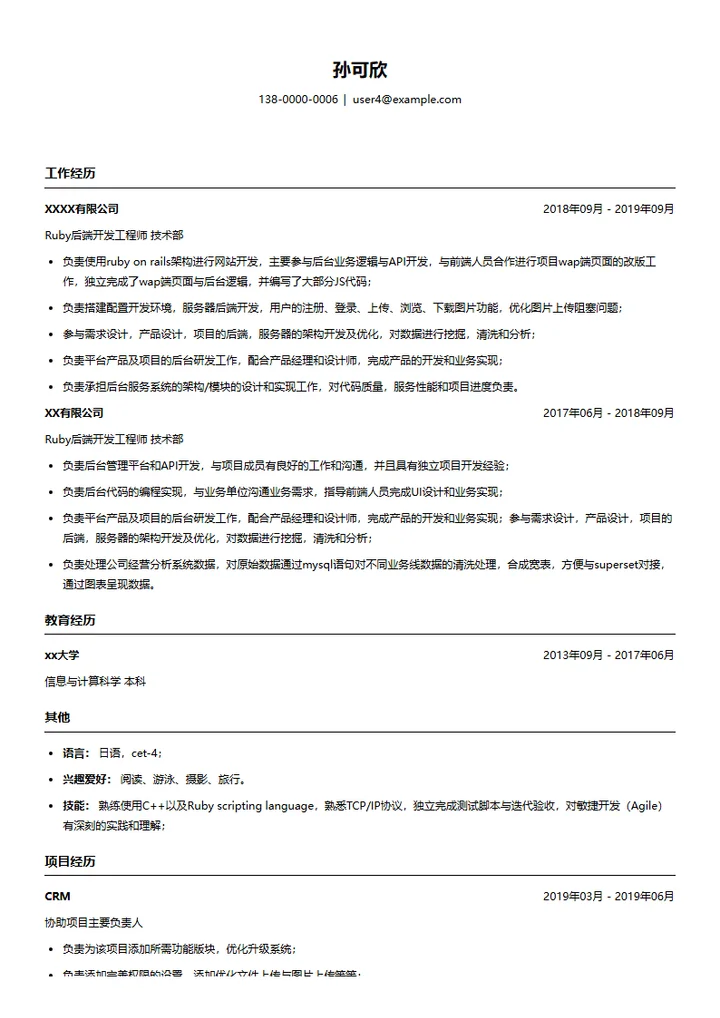 孙可欣
138-0000-0006 | user4@example.com
工作经历
XXXX有限公司 2018年09月 - 2019年09月
Ruby后端开发工程师 技术部
• 负责使用ruby on rails架构进行网站开发，主要参与后台业务逻辑与API开发，与前端人员合作进行项目wap端页面的改版工
作，独立完成了wap端页面与后台逻辑，并编写了大部分JS代码；
• 负责搭建配置开发环境，服务器后端开发，用户的注册、登录、上传、浏览、下载图片功能，优化图片上传阻塞问题；
• 参与需求设计，产品设计，项目的后端，服务器的架构开发及优化，对数据进行挖掘，清洗和分析；
• 负责平台产品及项目的后台研发工作，配合产品经理和设计师，完成产品的开发和业务实现；
• 负责承担后台服务系统的架构/模块的设计和实现工作，对代码质量，服务性能和项目进度负责。
XX有限公司 2017年06月 - 2018年09月
Ruby后端开发工程师 技术部
• 负责后台管理平台和API开发，与项目成员有良好的工作和沟通，并且具有独立项目开发经验；
• 负责后台代码的编程实现，与业务单位沟通业务需求，指导前端人员完成UI设计和业务实现；
• 负责平台产品及项目的后台研发工作，配合产品经理和设计师，完成产品的开发和业务实现；参与需求设计，产品设计，项目的
后端，服务器的架构开发及优化，对数据进行挖掘，清洗和分析；
• 负责处理公司经营分析系统数据，对原始数据通过mysql语句对不同业务线数据的清洗处理，合成宽表，方便与superset对接，
通过图表呈现数据。
教育经历
xx大学 2013年09月 - 2017年06月
信息与计算科学 本科
其他
• 语言： 日语，cet-4；
• 兴趣爱好： 阅读、游泳、摄影、旅行。
• 技能： 熟练使用C++以及Ruby scripting language，熟悉TCP/IP协议，独立完成测试脚本与迭代验收，对敏捷开发（Agile）
有深刻的实践和理解；
项目经历
CRM 2019年03月 - 2019年06月
协助项目主要负责人
• 负责为该项目添加所需功能版块，优化升级系统；
• 负责添加完善权限的设置，添加优化文件上传与图片上传等等；